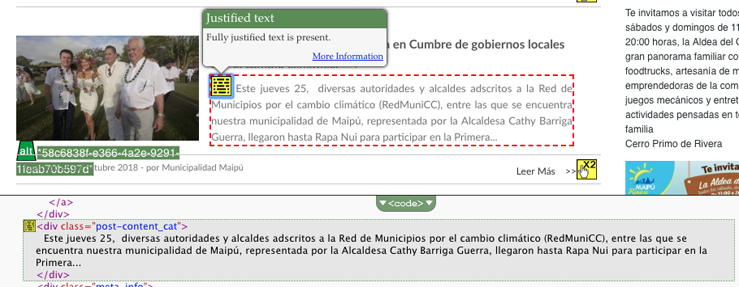 Justified text
Fully justified text is present.
More Information
en Cumbre de gobiernos locales
Este jueves 25, diversas autoridades y alcaldes adscritos a la Red de
Municipios por el cambio climático (RedMuniCC), entre las que se encuentra
nuestra municipalidad de Maipú, representada por la Alcaldesa Cathy Barriga
Guerra, llegaron hasta Rapa Nui para participar en la Primera...
alt
*58c6838f-e366-4a2e-9291-
11eab70b597d*
tubre 2018 - por Municipalidad Maipú
Leer Más >>
X2
Te invitamos a visitar todos
sábados y domingos de 11
20:00 horas, la Aldea del C
gran panorama familiar co
foodtrucks, artesanía de m
emprendedoras de la comu
juegos mecánicos y entret
actividades pensadas en to
familia
Cerro Primo de Rivera
Te invita
La Aldea d
MAIPÚ
<code>
</a>
</div>
<div class="post-content_cat">
Este jueves 25, diversas autoridades y alcaldes adscritos a la Red de Municipios por el cambio climático (RedMuniCC), entre las que se
encuentra nuestra municipalidad de Maipú, representada por la Alcaldesa Cathy Barriga Guerra, llegaron hasta Rapa Nui para participar en la
Primera...
</div>
<div class="meta_info">